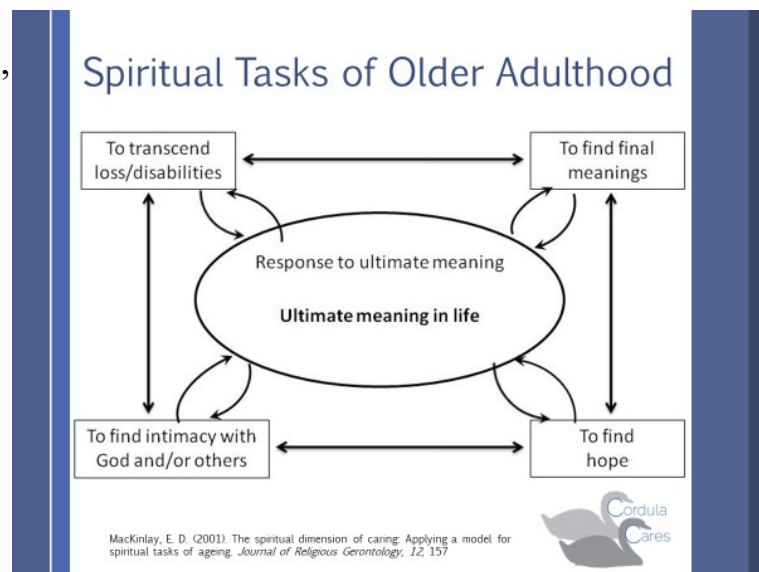 ,
Spiritual Tasks of Older Adulthood
To transcend
loss/disabilities
To find final
meanings
Response to ultimate meaning
Ultimate meaning in life
To find intimacy with
God and/or others
To find
hope
MacKinlay, E. D. (2001). The spiritual dimension of caring: Applying a model for
spiritual tasks of ageing. Journal of Religious Gerontology, 12, 157
Cordula
Cares